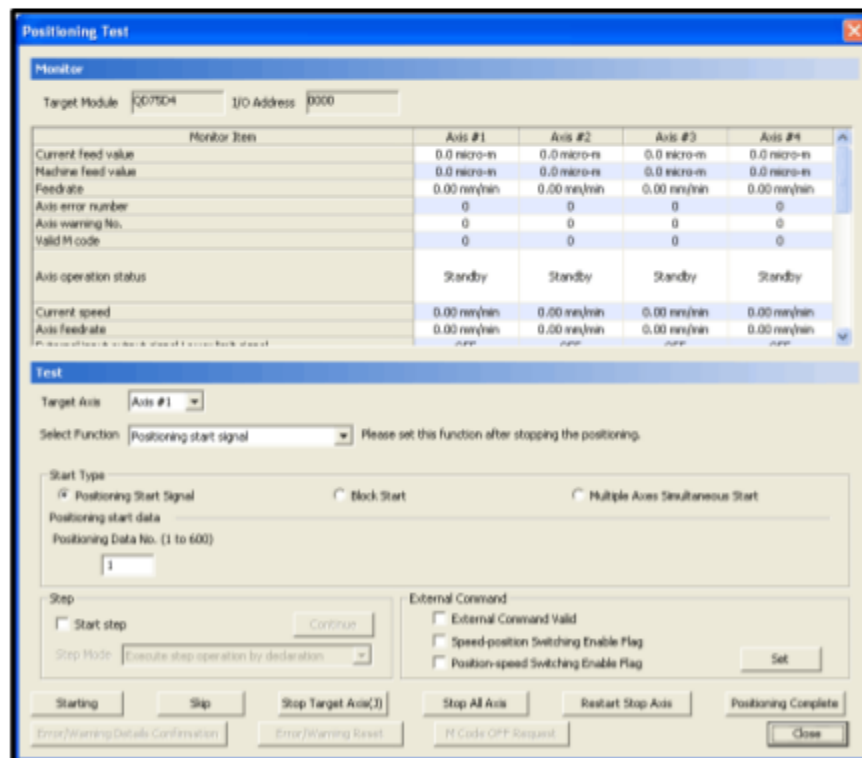 Positioning Test
Monitor
Target Module QD75D4 I/O Address 0000
Monitor Item Axis #1 Axis #2 Axis #3 Axis #4
Current feed value 0.0 micro-m 0.0 micro-m 0.0 micro-m 0.0 micro-m
Machine feed value 0.0 micro-m 0.0 micro-m 0.0 micro-m 0.0 micro-m
Feedrate 0.00 mm/min 0.00 mm/min 0.00 mm/min 0.00 mm/min
Axis error number 0 0 0 0
Axis warning No. 0 0 0 0
Valid M code 0 0 0 0
Axis operation status Standby Standby Standby Standby
Current speed 0.00 mm/min 0.00 mm/min 0.00 mm/min 0.00 mm/min
Axis feedrate 0.00 mm/min 0.00 mm/min 0.00 mm/min 0.00 mm/min
Test
Target Axis Axis #1
Select Function Positioning start signal Please set this function after stopping the positioning.
Start Type
Positioning Start Signal Block Start Multiple Axes Simultaneous Start
Positioning start data
Positioning Data No. (1 to 600)
1
Step External Command
Start step Continue External Command Valid
Step Mode Execute step operation by declaration Speed-position Switching Enable Flag
Position-speed Switching Enable Flag Set
Starting Skip Stop Target Axis(J) Stop All Axis Restart Stop Axis Positioning Complete
Error/Warning Details Confirmation Error/Warning Reset M Code OFF Request Close